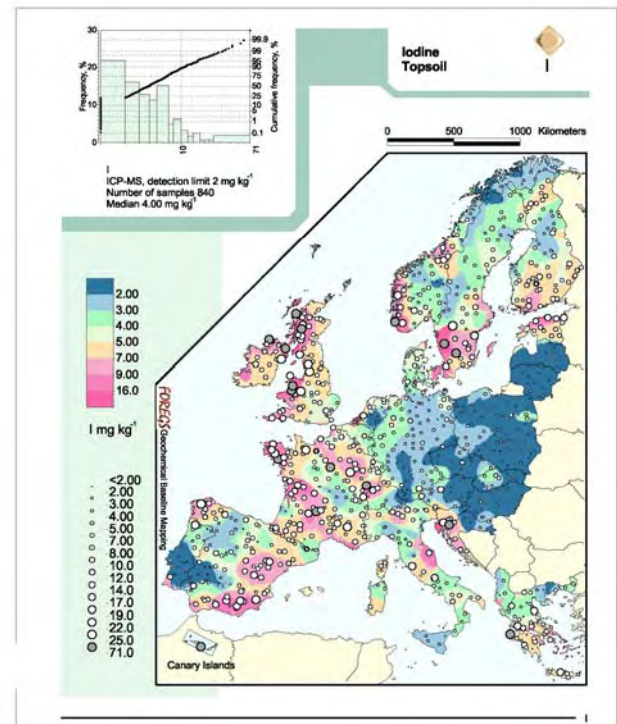 30
20
10
0
Frequency, %
10
71
99.9
99
95
90
75
50
25
10
5
1
0.1
Cumulative frequency, %
I
ICP-MS, detection limit 2 mg kg-1
Number of samples 840
Median 4.00 mg kg-1
Iodine
Topsoil
I
0 500 1000 Kilometers
2.00
3.00
4.00
5.00
7.00
9.00
16.0
I mg kg-1
FOREGS Geochemical Baseline Mapping
<2.00
2.00
3.00
4.00
5.00
7.00
8.00
10.0
12.0
14.0
17.0
19.0
22.0
25.0
71.0
Canary Islands
I